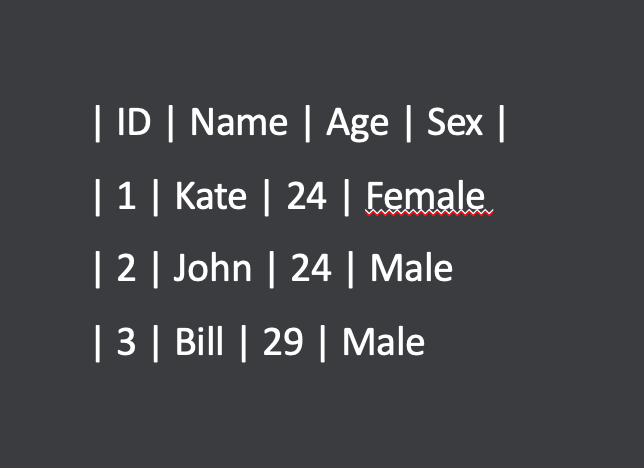 | ID | Name | Age | Sex |
| 1 | Kate | 24 | Female
| 2 | John | 24 | Male
| 3 | Bill | 29 | Male